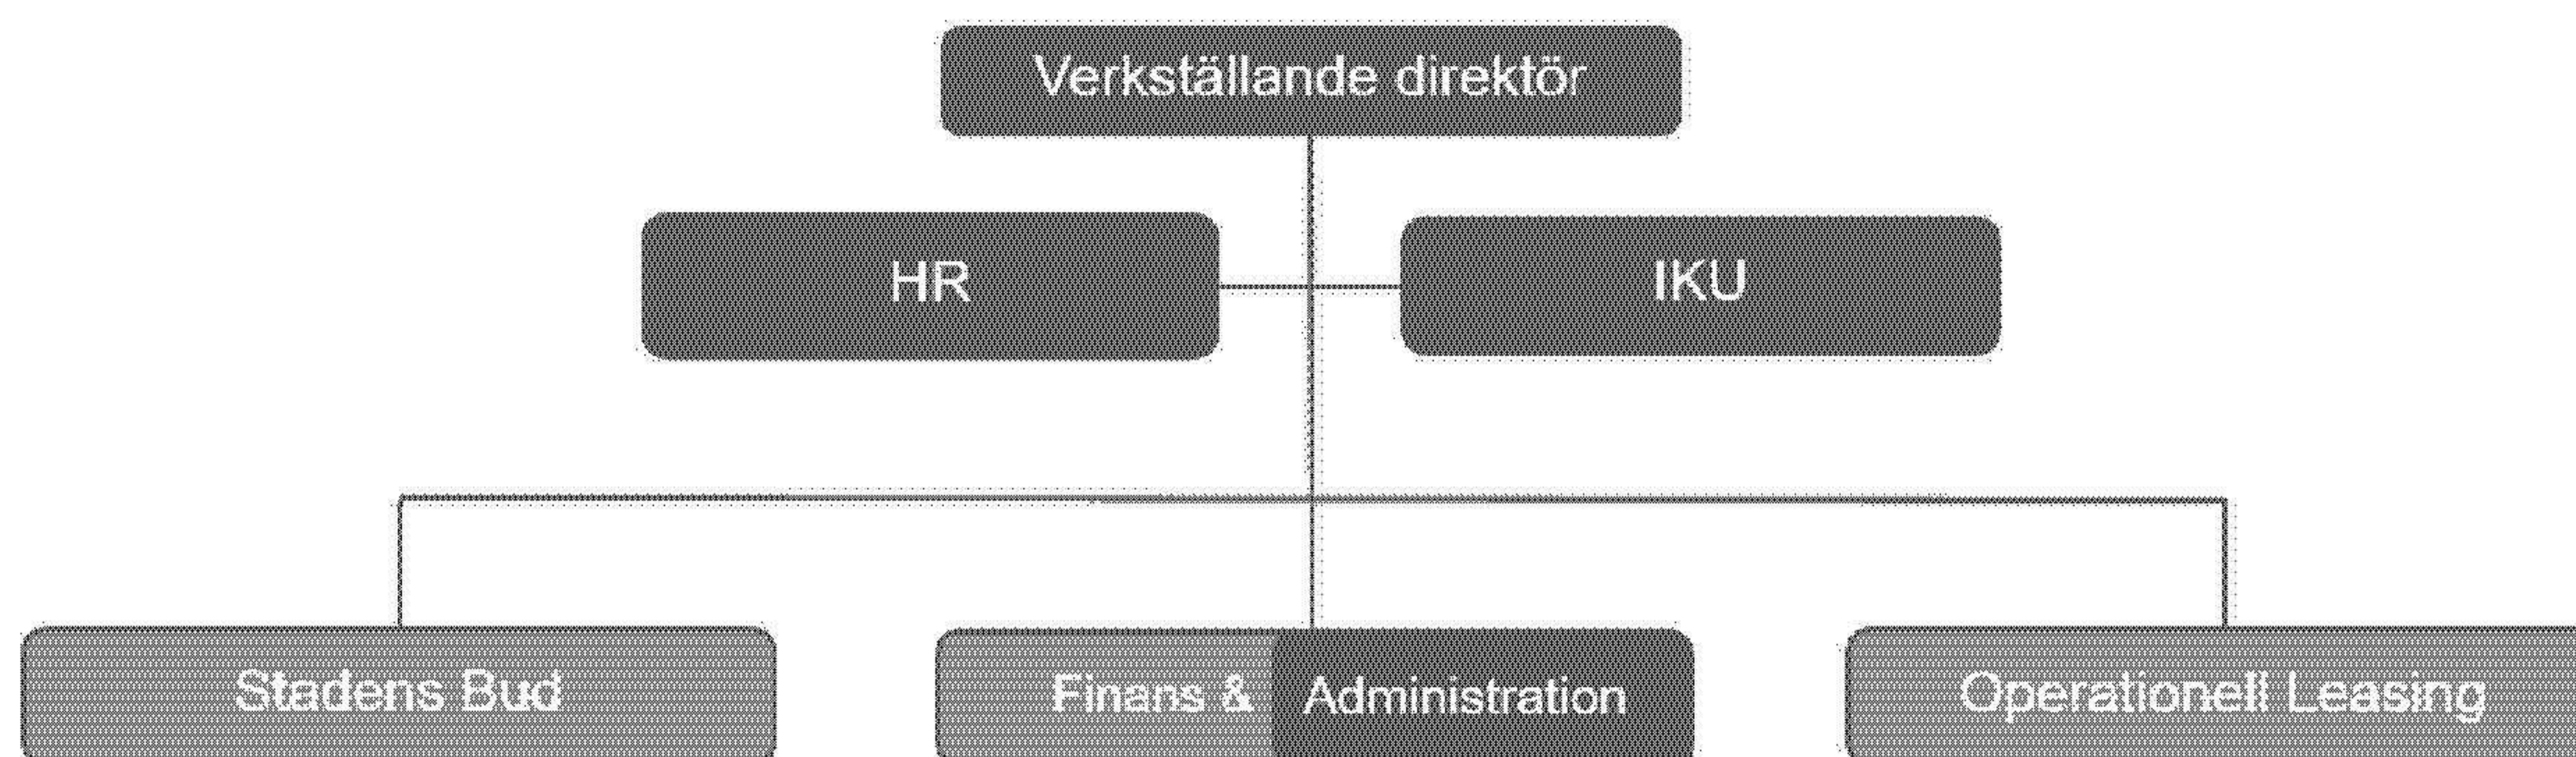 Verkställande direktör
HR
IKU
Stadens Bud
Finans & Administration
Operationell Leasing